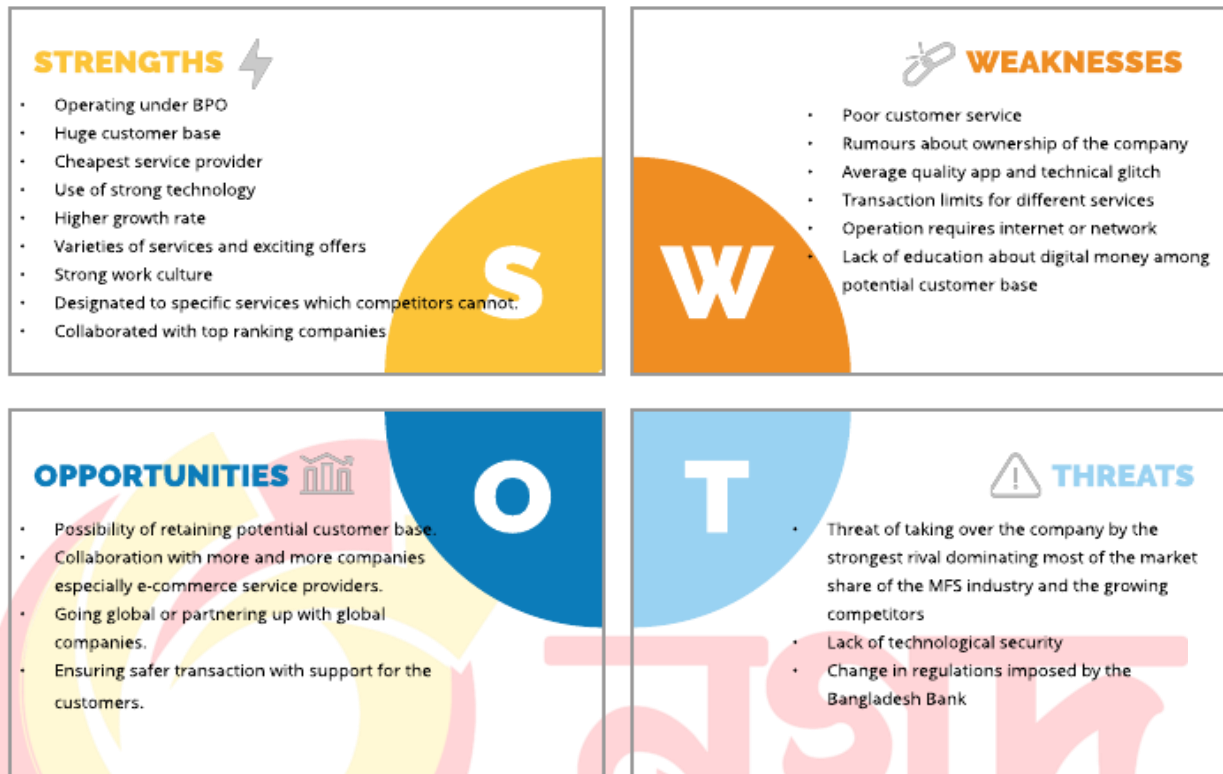 STRENGTHS
· Operating under BPO
· Huge customer base
· Cheapest service provider
· Use of strong technology
· Higher growth rate
· Varieties of services and exciting offers
· Strong work culture
· Designated to specific services which competitors cannot.
· Collaborated with top ranking companies
S
WEAKNESSES
· Poor customer service
· Rumours about ownership of the company
· Average quality app and technical glitch
· Transaction limits for different services
· Operation requires internet or network
· Lack of education about digital money among
potential customer base
W
OPPORTUNITIES
O
· Possibility of retaining potential customer base.
· Collaboration with more and more companies
especially e-commerce service providers.
· Going global or partnering up with global
companies.
· Ensuring safer transaction with support for the
customers.
T
THREATS
· Threat of taking over the company by the
strongest rival dominating most of the market
share of the MFS industry and the growing
competitors
· Lack of technological security
· Change in regulations imposed by the
Bangladesh Bank
নগদ